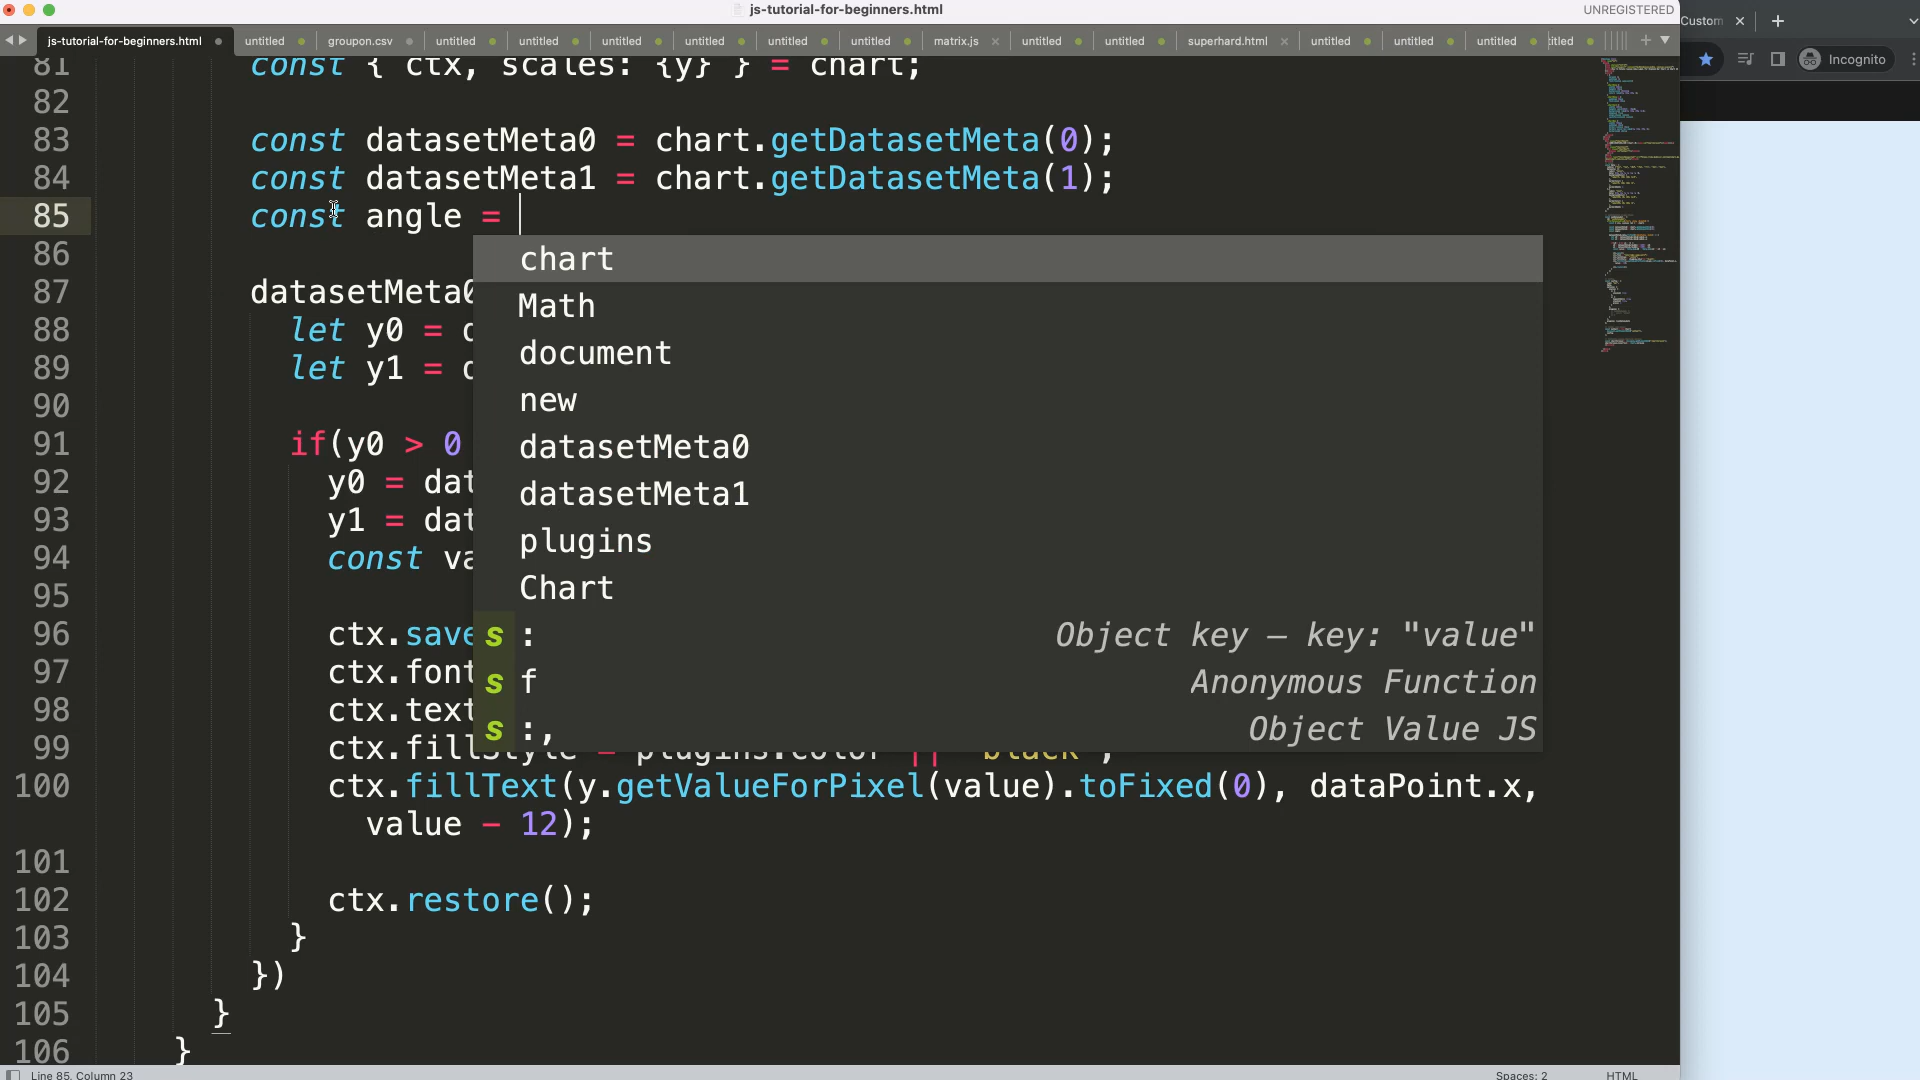 js-tutorial-for-beginners.html
UNREGISTERED
js-tutorial-for-beginners.html untitled groupon.csv untitled untitled untitled untitled untitled untitled matrix.js untitled untitled superhard.html untitled untitled untitled titled
Custom
Incognito
81 const { ctx, scales: {y} } = chart;
82
83 const datasetMeta0 = chart.getDatasetMeta(0);
84 const datasetMeta1 = chart.getDatasetMeta(1);
85 const angle =
86 chart
Math
87 datasetMeta0
document
88 let y0 = d
89 let y1 = d
new
90
datasetMeta0
91 if(y0 > 0
datasetMeta1
92 y0 = dat
93 y1 = dat
plugins
94 const va
Chart
95
96 ctx.save s : Object key – key: "value"
97 ctx.font s f Anonymous Function
98 ctx.text s :, Object Value JS
99 ctx.fillStyle = plugins.color || 'black',
100 ctx.fillText(y.getValueForPixel(value).toFixed(0), dataPoint.x,
value - 12);
101
102 ctx.restore();
103 }
104 })
105 }
106 }
Line 85, Column 23
Spaces: 2
HTML